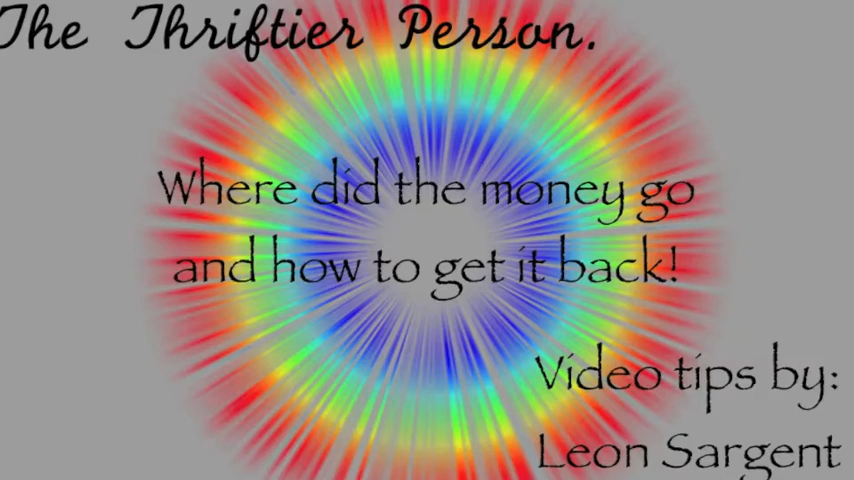 The Thriftier Person.
Where did the money go
and how to get it back!
Video tips by:
Leon Sargent